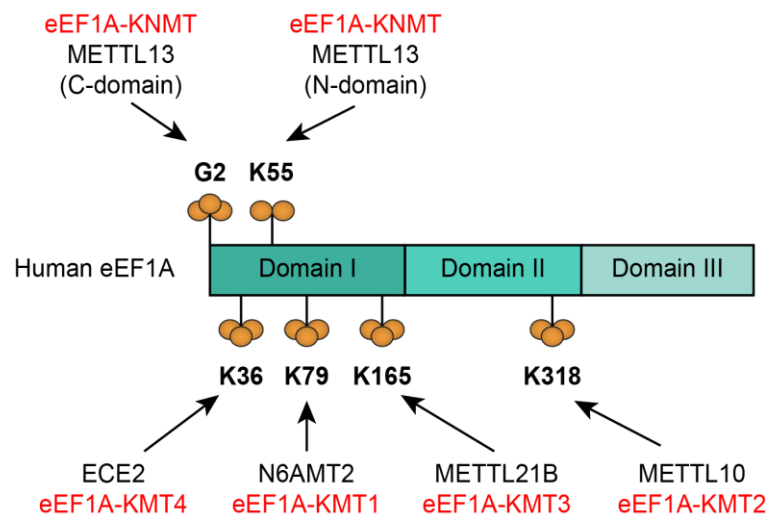 eEF1A-KNMT
METTL13
(C-domain)
eEF1A-KNMT
METTL13
(N-domain)
G2 K55
Human eEF1A
Domain I
Domain II
Domain III
K36 K79 K165 K318
ECE2
eEF1A-KMT4
N6AMT2
eEF1A-KMT1
METTL21B
eEF1A-KMT3
METTL10
eEF1A-KMT2